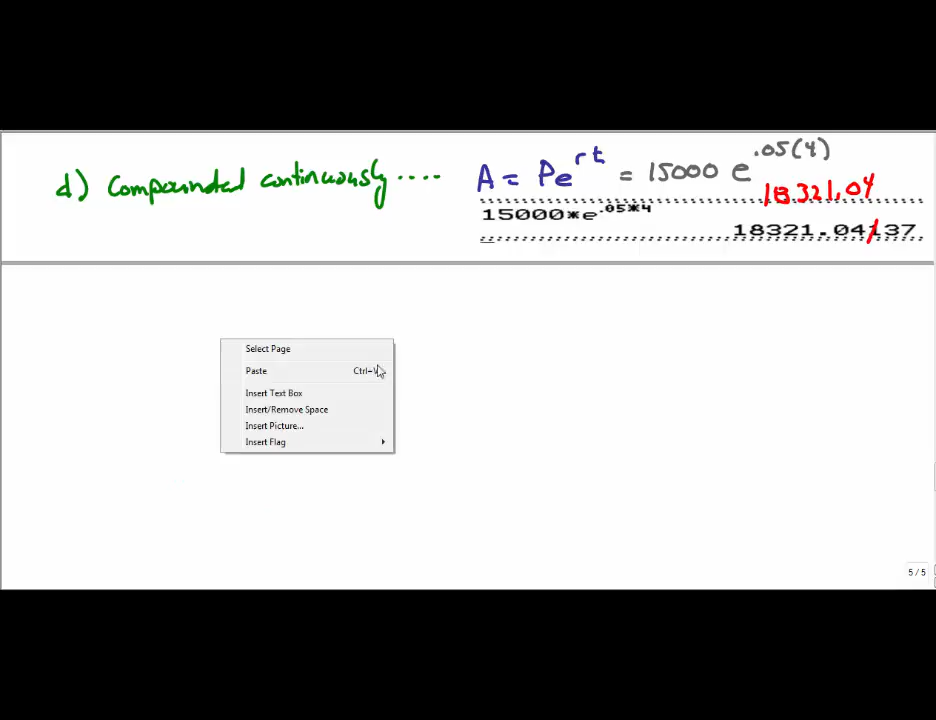 d) Compounded continuously ....
A = Pe^rt = 15000 e^.05(4)
18321.04
15000*e^.05*4
18321.04137
Select Page
Paste
Insert Text Box
Insert/Remove Space
Insert Picture...
Insert Flag
5 / 5